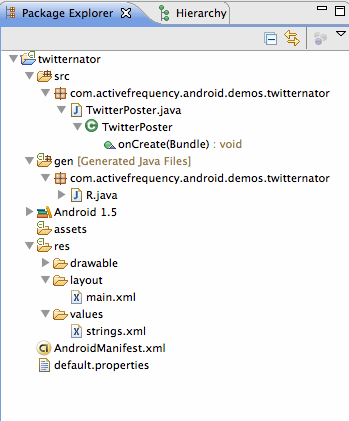 Package Explorer Hierarchy
twitternator
src
com.activefrequency.android.demos.twitternator
TwitterPoster.java
TwitterPoster
onCreate(Bundle) : void
gen [Generated Java Files]
com.activefrequency.android.demos.twitternator
R.java
Android 1.5
assets
res
drawable
layout
main.xml
values
strings.xml
AndroidManifest.xml
default.properties